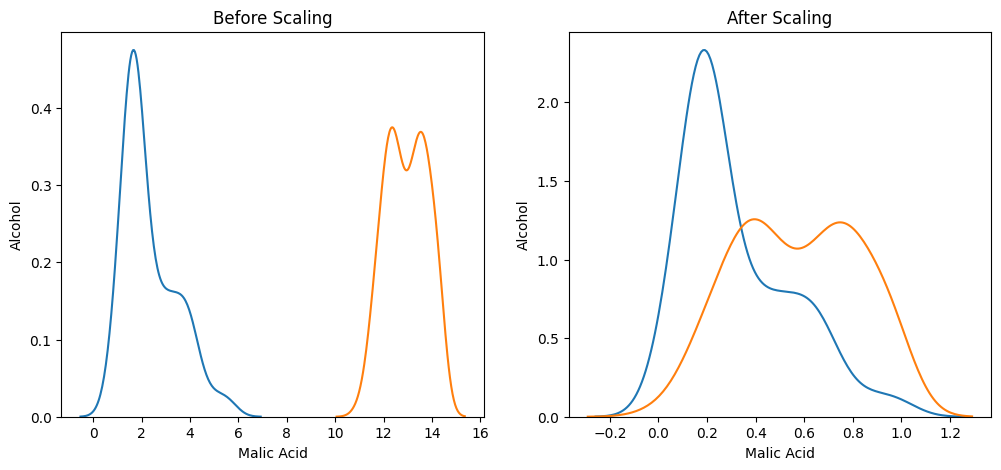 Before Scaling
Alcohol
0.4
0.3
0.2
0.1
0.0
0 2 4 6 8 10 12 14 16
Malic Acid
After Scaling
Alcohol
2.0
1.5
1.0
0.5
0.0
−0.2 0.0 0.2 0.4 0.6 0.8 1.0 1.2
Malic Acid